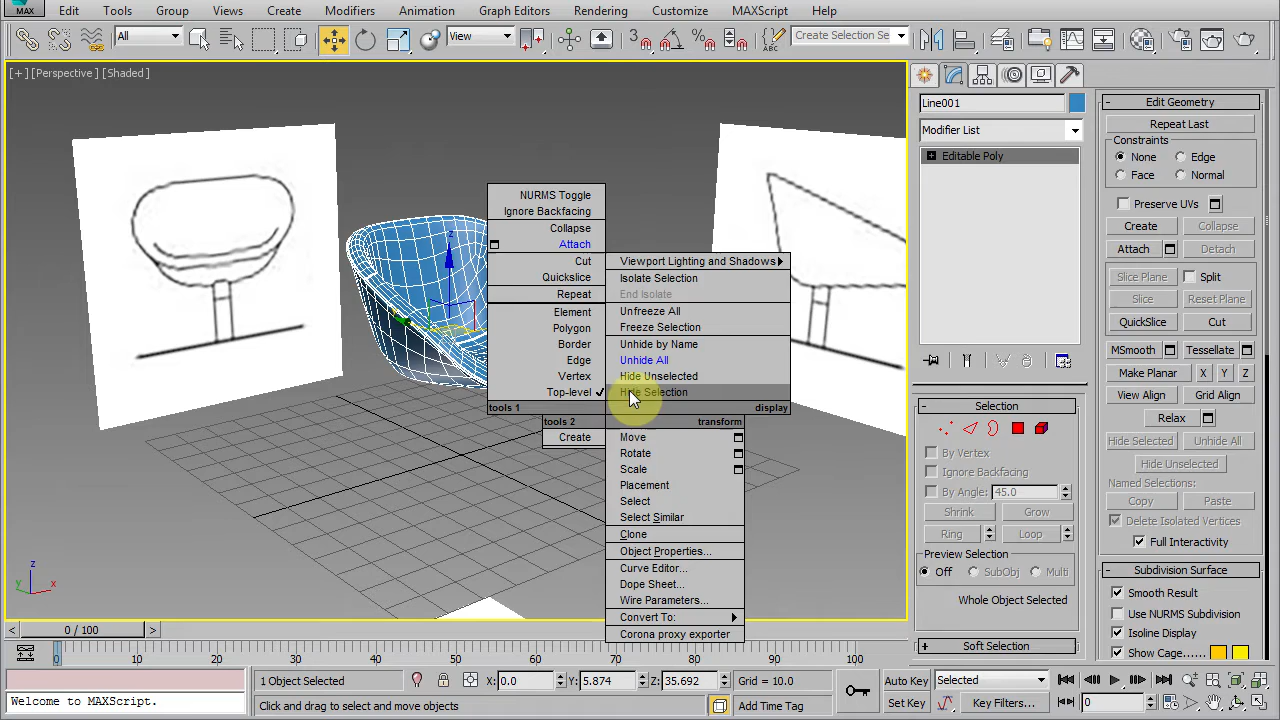 MAX
Edit Tools Group Views Create Modifiers Animation Graph Editors Rendering Customize MAXScript Help
All
View
3
Create Selection Se
[+] [Perspective] [Shaded]
NURMS Toggle
Ignore Backfacing
Collapse
Attach
Cut
Quickslice
Repeat
Element
Polygon
Border
Edge
Vertex
Top-level
tools 1
tools 2
Create
Viewport Lighting and Shadows
Isolate Selection
End Isolate
Unfreeze All
Freeze Selection
Unhide by Name
Unhide All
Hide Unselected
Hide Selection
display
transform
Move
Rotate
Scale
Placement
Select
Select Similar
Clone
Object Properties...
Curve Editor...
Dope Sheet...
Wire Parameters...
Convert To:
Corona proxy exporter
z
z
x
y
Line001
Modifier List
Editable Poly
Selection
By Vertex
Ignore Backfacing
By Angle: 45.0
Shrink Grow
Ring Loop
Preview Selection
Off SubObj Multi
Whole Object Selected
Soft Selection
Edit Geometry
Repeat Last
Constraints
None Edge
Face Normal
Preserve UVs
Create Collapse
Attach Detach
Slice Plane Split
Slice Reset Plane
QuickSlice Cut
MSmooth Tessellate
Make Planar X Y Z
View Align Grid Align
Relax
Hide Selected Unhide All
Hide Unselected
Named Selections:
Copy Paste
Delete Isolated Vertices
Full Interactivity
Subdivision Surface
Smooth Result
Use NURMS Subdivision
Isoline Display
Show Cage......
< 0 / 100 >
0 10 20 30 40 50 60 70 80 90 100
Welcome to MAXScript.
1 Object Selected
X: 0.0 Y: 5.874 Z: 35.692 Grid = 10.0
Click and drag to select and move objects
Add Time Tag
Auto Key Selected
Set Key Key Filters...
0